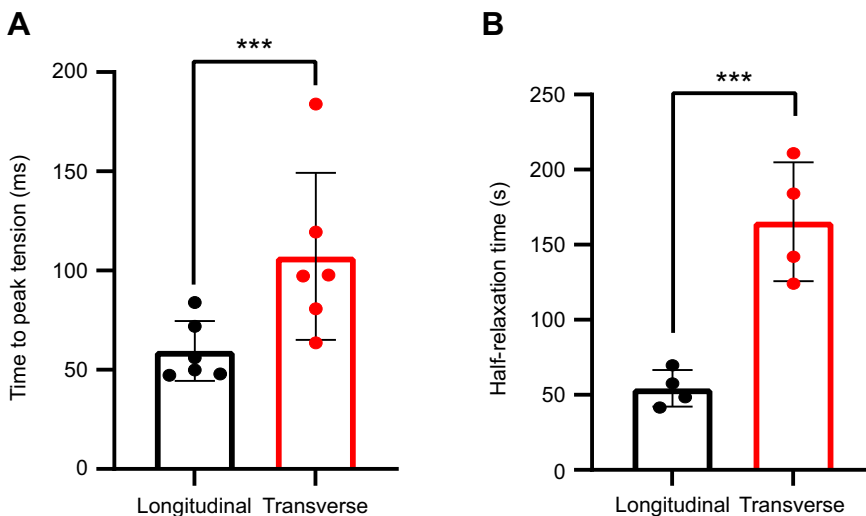 A
***
Time to peak tension (ms)
200
150
100
50
0
Longitudinal Transverse
B
***
Half-relaxation time (s)
250
200
150
100
50
0
Longitudinal Transverse